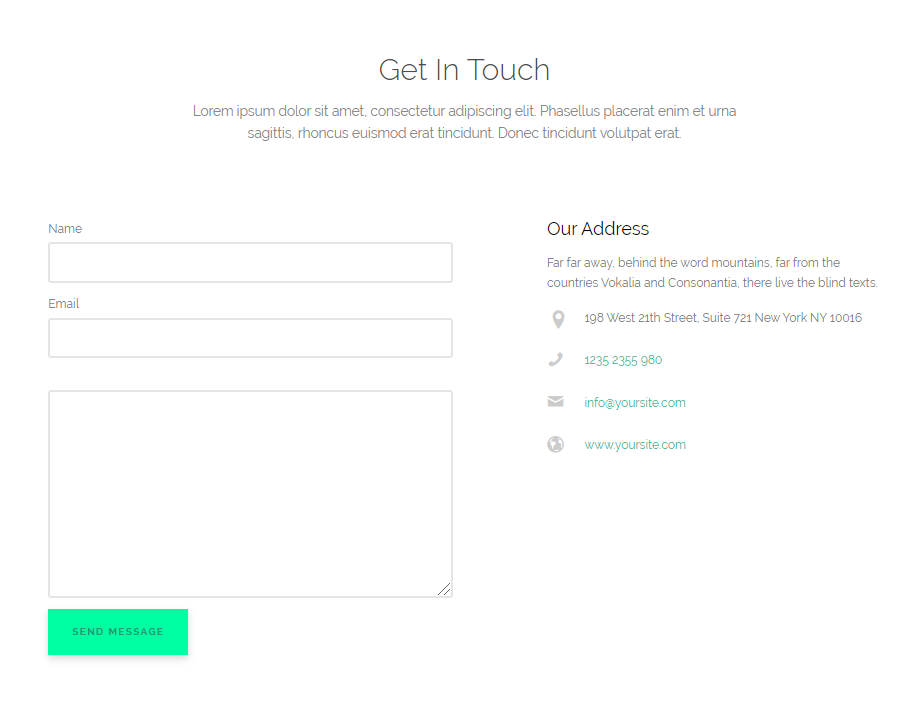 Get In Touch
Lorem ipsum dolor sit amet, consectetur adipiscing elit. Phasellus placerat enim et urna
sagittis, rhoncus euismod erat tincidunt. Donec tincidunt volutpat erat.
Name
Email
SEND MESSAGE
Our Address
Far far away, behind the word mountains, far from the
countries Vokalia and Consonantia, there live the blind texts.
198 West 21th Street, Suite 721 New York NY 10016
1235 2355 980
info@yoursite.com
www.yoursite.com